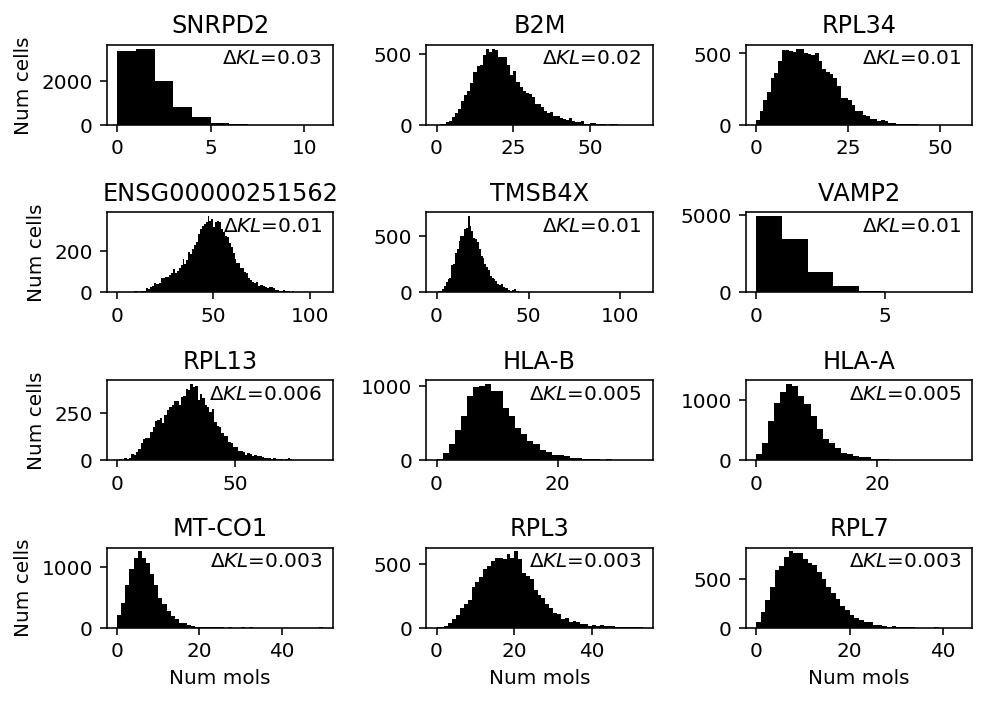 SNRPD2 B2M RPL34
Num cells 2000 0 500 0 500 0
ΔKL=0.03 ΔKL=0.02 ΔKL=0.01
0 5 10 0 25 50 0 25 50
ENSG00000251562 TMSB4X VAMP2
Num cells 200 0 500 0 5000 0
ΔKL=0.01 ΔKL=0.01 ΔKL=0.01
0 50 100 0 50 100 0 5
RPL13 HLA-B HLA-A
Num cells 250 0 1000 0 1000 0
ΔKL=0.006 ΔKL=0.005 ΔKL=0.005
0 50 0 20 0 20
MT-CO1 RPL3 RPL7
Num cells 1000 0 500 0 500 0
ΔKL=0.003 ΔKL=0.003 ΔKL=0.003
0 20 40 0 20 40 0 20 40
Num mols Num mols Num mols